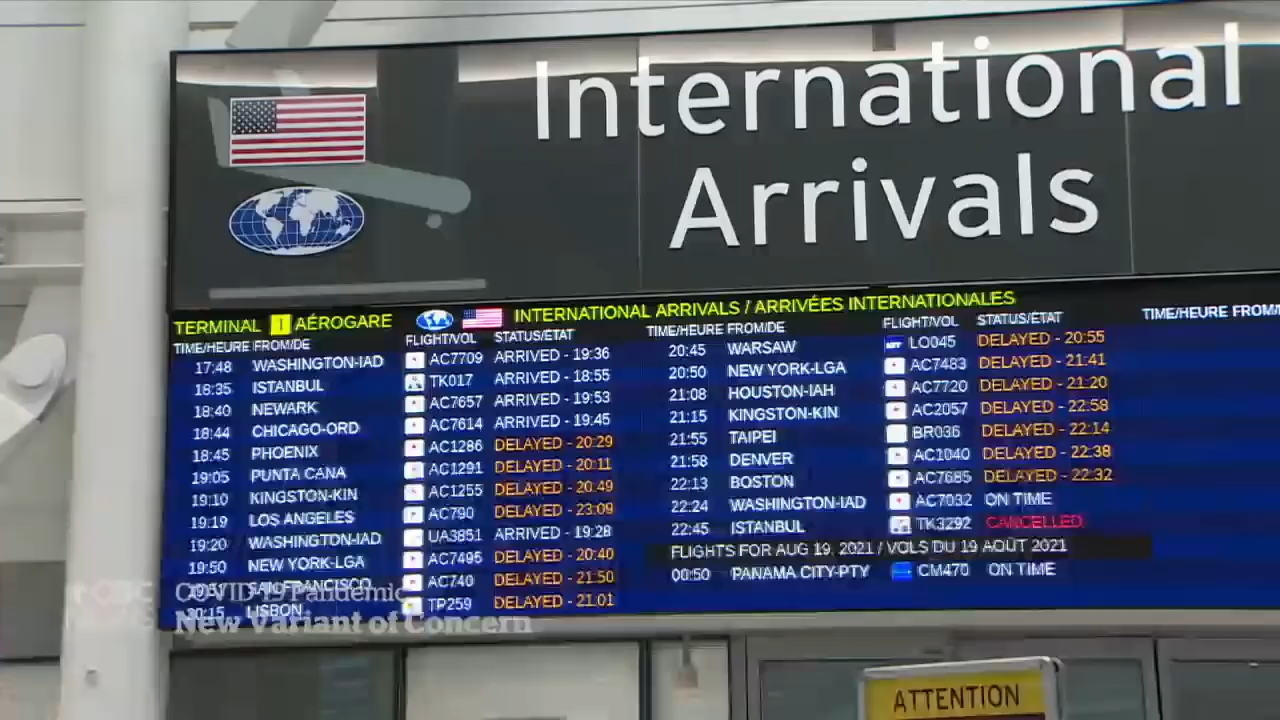 International
Arrivals
TERMINAL 1 AÉROGARE
INTERNATIONAL ARRIVALS / ARRIVÉES INTERNATIONALES
TIME/HEURE FROM/DE FLIGHT/VOL STATUS/ÉTAT
17:48 WASHINGTON-IAD AC7709 ARRIVED - 19:36
18:35 ISTANBUL TK017 ARRIVED - 18:55
18:40 NEWARK AC7657 ARRIVED - 19:53
18:44 CHICAGO-ORD AC7614 ARRIVED - 19:45
18:45 PHOENIX AC1286 DELAYED - 20:29
19:05 PUNTA CANA AC1291 DELAYED - 20:11
19:10 KINGSTON-KIN AC1255 DELAYED - 20:49
19:19 LOS ANGELES AC790 DELAYED - 23:09
19:20 WASHINGTON-IAD UA3851 ARRIVED - 19:28
19:50 NEW YORK-LGA AC7495 DELAYED - 20:40
SAN FRANCISCO AC740 DELAYED - 21:50
20:15 LISBON TP259 DELAYED - 21:01
TIME/HEURE FROM/DE FLIGHT/VOL STATUS/ÉTAT
20:45 WARSAW LO045 DELAYED - 20:55
20:50 NEW YORK-LGA AC7483 DELAYED - 21:41
21:08 HOUSTON-IAH AC7720 DELAYED - 21:20
21:15 KINGSTON-KIN AC2057 DELAYED - 22:58
21:55 TAIPEI BR036 DELAYED - 22:14
21:58 DENVER AC1040 DELAYED - 22:38
22:13 BOSTON AC7685 DELAYED - 22:32
22:24 WASHINGTON-IAD AC7032 ON TIME
22:45 ISTANBUL TK3292 CANCELLED
FLIGHTS FOR AUG 19, 2021 / VOLS DU 19 AOÛT 2021
00:50 PANAMA CITY-PTY CM470 ON TIME
TIME/HEURE FROM/
COVID-19 Pandemic
New Variant of Concern
ATTENTION